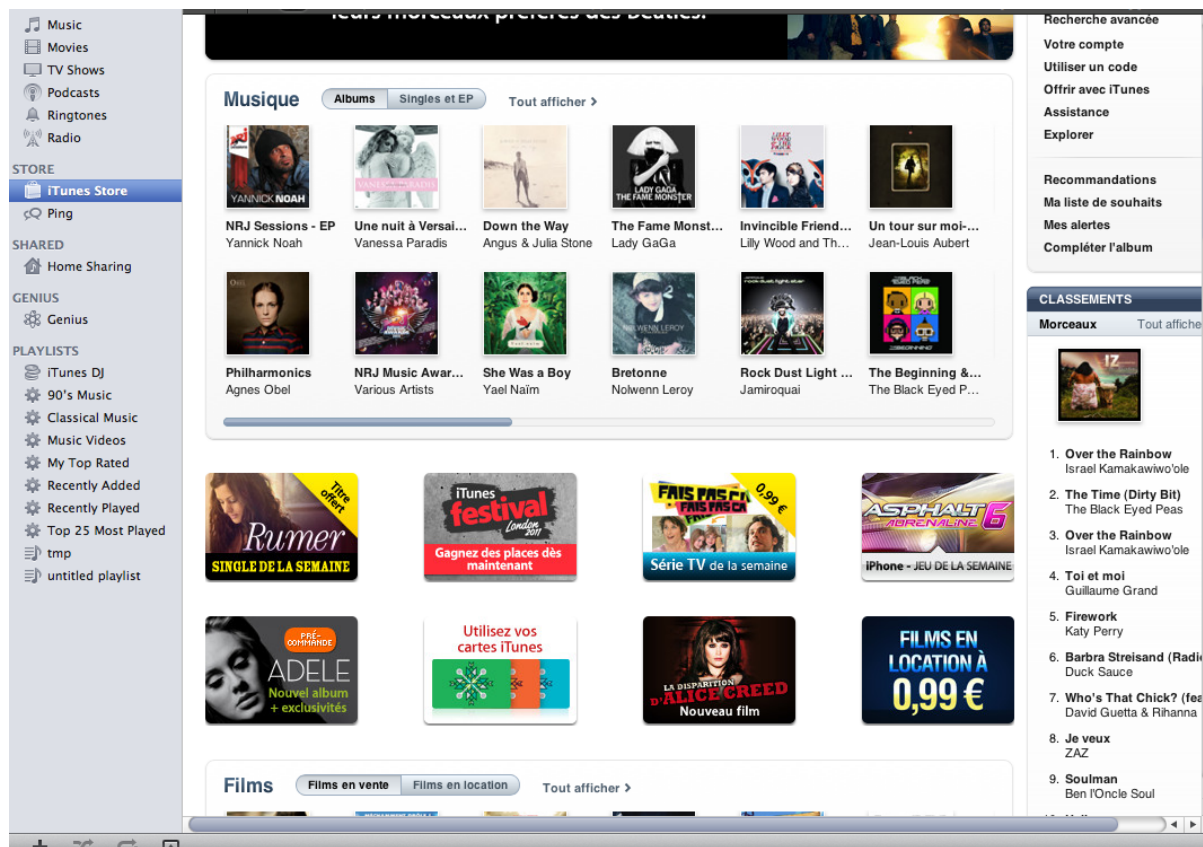 leurs morceaux préférés des Beatles.
Music
Movies
TV Shows
Podcasts
Ringtones
Radio
STORE
iTunes Store
Ping
SHARED
Home Sharing
GENIUS
Genius
PLAYLISTS
iTunes DJ
90's Music
Classical Music
Music Videos
My Top Rated
Recently Added
Recently Played
Top 25 Most Played
tmp
untitled playlist
Musique
Albums
Singles et EP
Tout afficher >
YANNICK NOAH
LADY GAGA
THE FAME MONSTER
NRJ Sessions - EP
Yannick Noah
Une nuit à Versai...
Vanessa Paradis
Down the Way
Angus & Julia Stone
The Fame Monst...
Lady GaGa
Invincible Friend...
Lilly Wood and Th...
Un tour sur moi-...
Jean-Louis Aubert
NOLWENN LEROY
Philharmonics
Agnes Obel
NRJ Music Awar...
Various Artists
She Was a Boy
Yael Naïm
Bretonne
Nolwenn Leroy
Rock Dust Light ...
Jamiroquai
The Beginning &...
The Black Eyed P...
Titre
offert
Rumer
SINGLE DE LA SEMAINE
iTunes
festival
London
2011
Gagnez des places dès
maintenant
FAIS PAS CI
FAIS PAS CA
0,99 €
Série TV de la semaine
ASPHALT 6
ADRENALINE
iPhone - JEU DE LA SEMAINE
PRÉ-
COMMANDE
ADELE
Nouvel album
+ exclusivités
Utilisez vos
cartes iTunes
LA DISPARITION
D'ALICE CREED
Nouveau film
FILMS EN
LOCATION À
0,99 €
Films
Films en vente
Films en location
Tout afficher >
Recherche avancée
Votre compte
Utiliser un code
Offrir avec iTunes
Assistance
Explorer
Recommandations
Ma liste de souhaits
Mes alertes
Compléter l'album
CLASSEMENTS
Morceaux
Tout affiche
IZ
1. Over the Rainbow
Israel Kamakawiwo'ole
2. The Time (Dirty Bit)
The Black Eyed Peas
3. Over the Rainbow
Israel Kamakawiwo'ole
4. Toi et moi
Guillaume Grand
5. Firework
Katy Perry
6. Barbra Streisand (Radi
Duck Sauce
7. Who's That Chick? (fea
David Guetta & Rihanna
8. Je veux
ZAZ
9. Soulman
Ben l'Oncle Soul